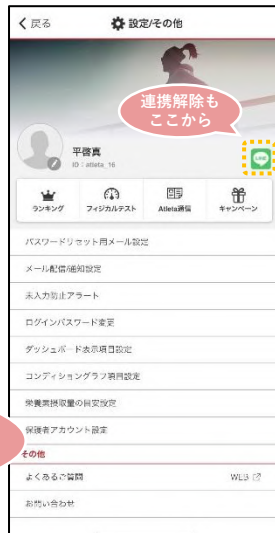 戻る
設定/その他
連携解除も
ここから
平啓真
ID：atleta_16
LINE
ランキング
フィジカルテスト
Atleta通信
キャンペーン
パスワードリセット用メール設定
メール配信/通知設定
未入力防止アラート
ログインパスワード変更
ダッシュボード表示項目設定
コンディショングラフ項目設定
栄養素摂取量の目安設定
保護者アカウント設定
その他
よくあるご質問
WEB
お問い合わせ